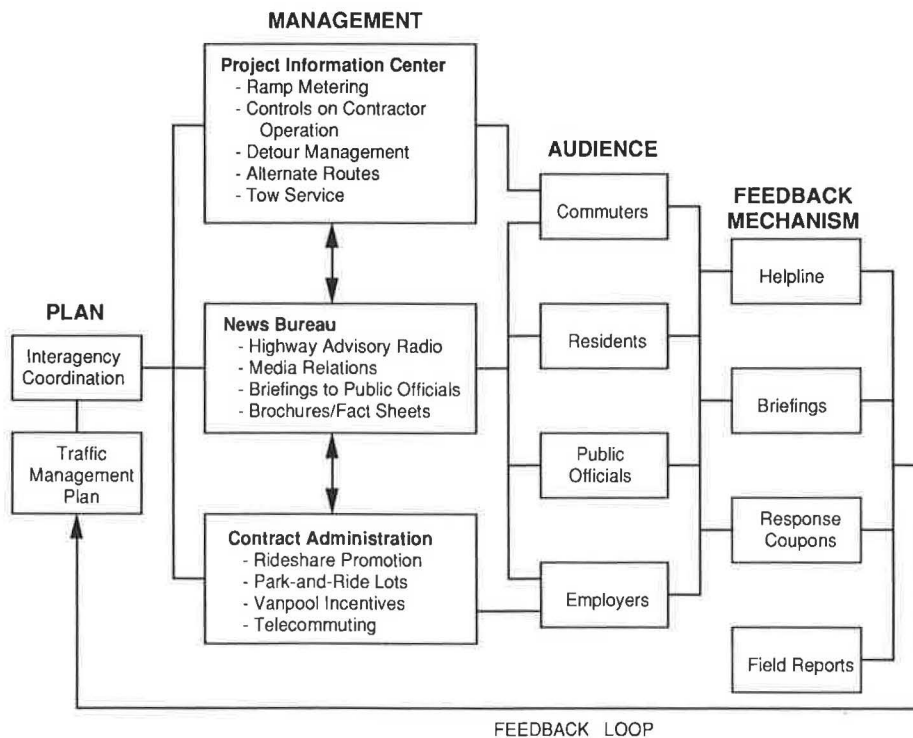 MANAGEMENT
Project Information Center
- Ramp Metering
- Controls on Contractor
Operation
- Detour Management
- Alternate Routes
- Tow Service
AUDIENCE
Commuters
FEEDBACK
MECHANISM
Helpline
PLAN
Interagency
Coordination
News Bureau
- Highway Advisory Radio
- Media Relations
- Briefings to Public Officials
- Brochures/Fact Sheets
Residents
Briefings
Traffic
Management
Plan
Public
Officials
Contract Administration
- Rideshare Promotion
- Park-and-Ride Lots
- Vanpool Incentives
- Telecommuting
Response
Coupons
Employers
Field Reports
FEEDBACK LOOP